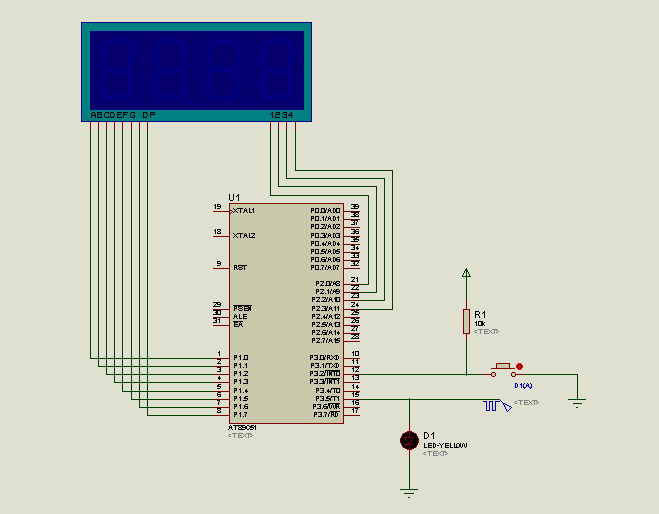 ABCDEFG DP
1234
U1
19 XTAL1
18 XTAL2
9 RST
29 PSEN
30 ALE
31 EA
1 P1.0
2 P1.1
3 P1.2
4 P1.3
5 P1.4
6 P1.5
7 P1.6
8 P1.7
P0.0/AD0 39
P0.1/AD1 38
P0.2/AD2 37
P0.3/AD3 36
P0.4/AD4 35
P0.5/AD5 34
P0.6/AD6 33
P0.7/AD7 32
P2.0/A8 21
P2.1/A9 22
P2.2/A10 23
P2.3/A11 24
P2.4/A12 25
P2.5/A13 26
P2.6/A14 27
P2.7/A15 28
P3.0/RXD 10
P3.1/TXD 11
P3.2/INT0 12
P3.3/INT1 13
P3.4/T0 14
P3.5/T1 15
P3.6/WR 16
P3.7/RD 17
AT89C51
<TEXT>
R1
10k
<TEXT>
D1(A)
<TEXT>
D1
LED-YELLOW
<TEXT>